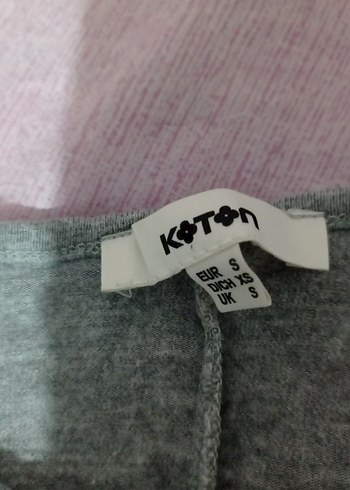 KOTON
EUR S
D/CH XS
UK S